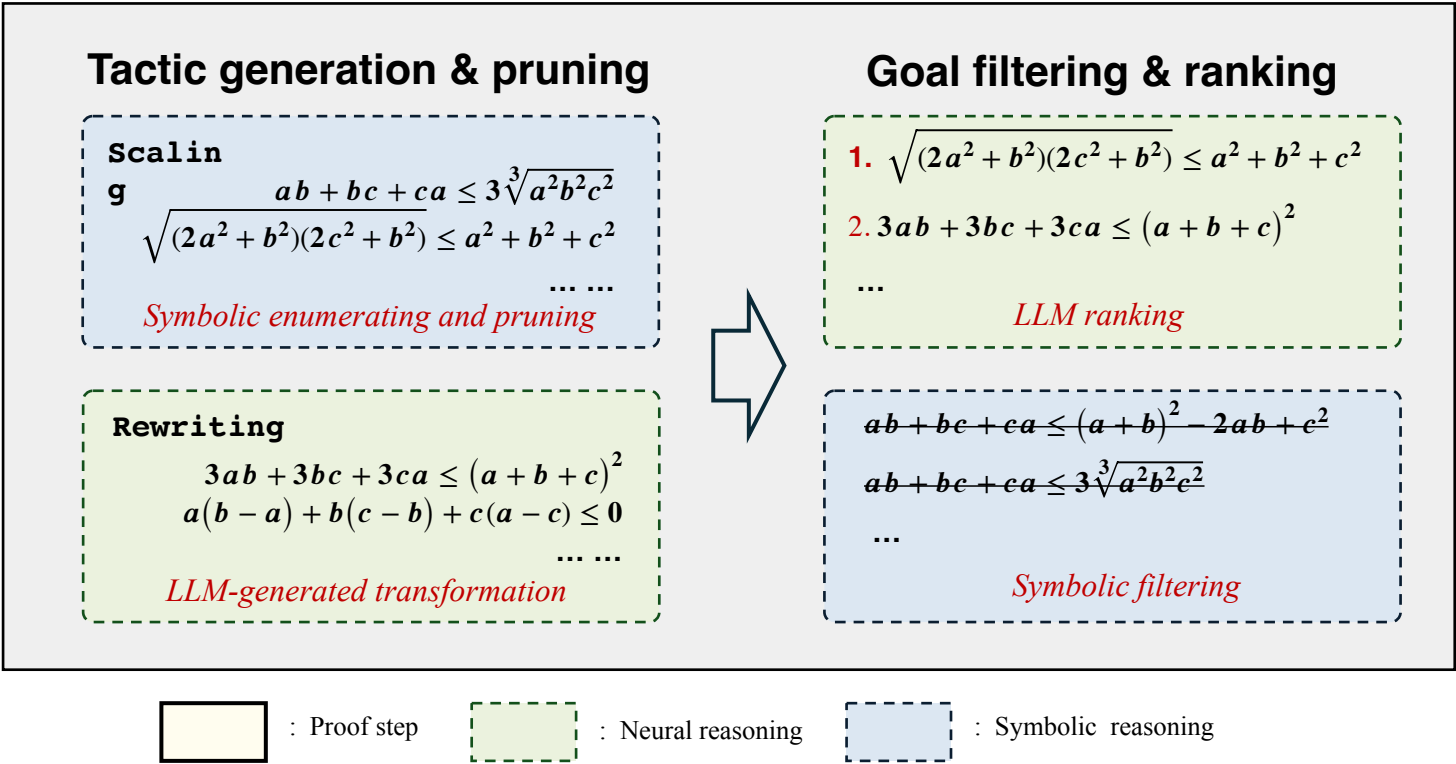 Tactic generation & pruning
Scalin
g
ab + bc + ca ≤ 3∛(a²b²c²)
√((2a² + b²)(2c² + b²)) ≤ a² + b² + c²
... ...
Symbolic enumerating and pruning
Rewriting
3ab + 3bc + 3ca ≤ (a + b + c)²
a(b − a) + b(c − b) + c(a − c) ≤ 0
... ...
LLM-generated transformation
Goal filtering & ranking
1. √((2a² + b²)(2c² + b²)) ≤ a² + b² + c²
2. 3ab + 3bc + 3ca ≤ (a + b + c)²
...
LLM ranking
ab + bc + ca ≤ (a + b)² − 2ab + c²
ab + bc + ca ≤ 3∛(a²b²c²)
...
Symbolic filtering
: Proof step
: Neural reasoning
: Symbolic reasoning